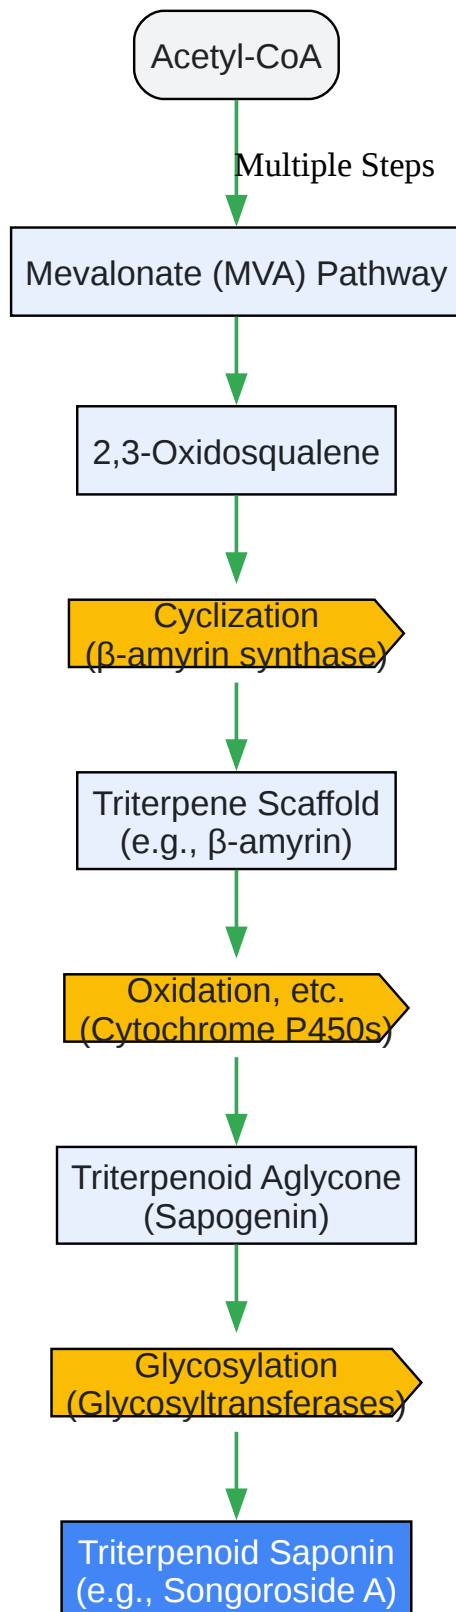 Acetyl-CoA
Multiple Steps
Mevalonate (MVA) Pathway
2,3-Oxidosqualene
Cyclization
(β-amyrin synthase)
Triterpene Scaffold
(e.g., β-amyrin)
Oxidation, etc.
(Cytochrome P450s)
Triterpenoid Aglycone
(Sapogenin)
Glycosylation
(Glycosyltransferases)
Triterpenoid Saponin
(e.g., Songoroside A)